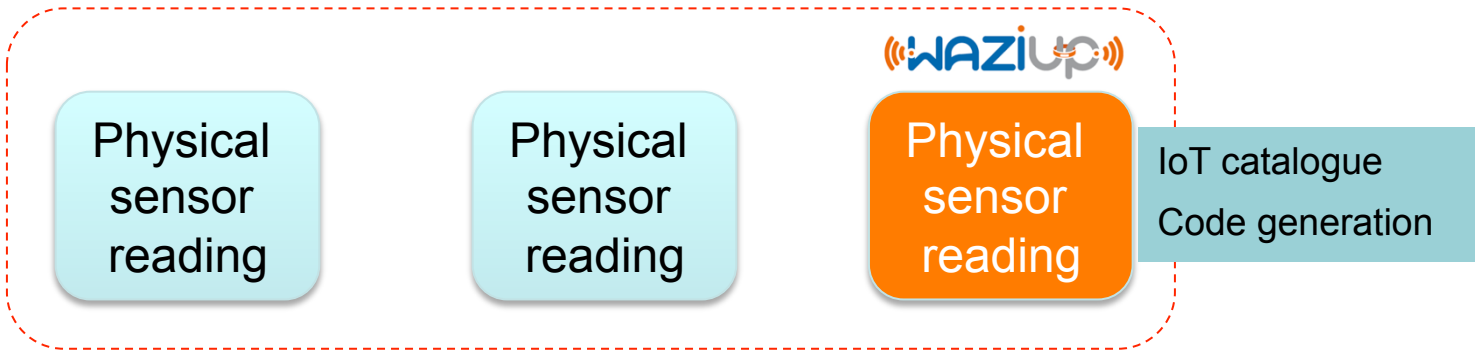 WAZIUP
Physical
sensor
reading
Physical
sensor
reading
Physical
sensor
reading
IoT catalogue
Code generation